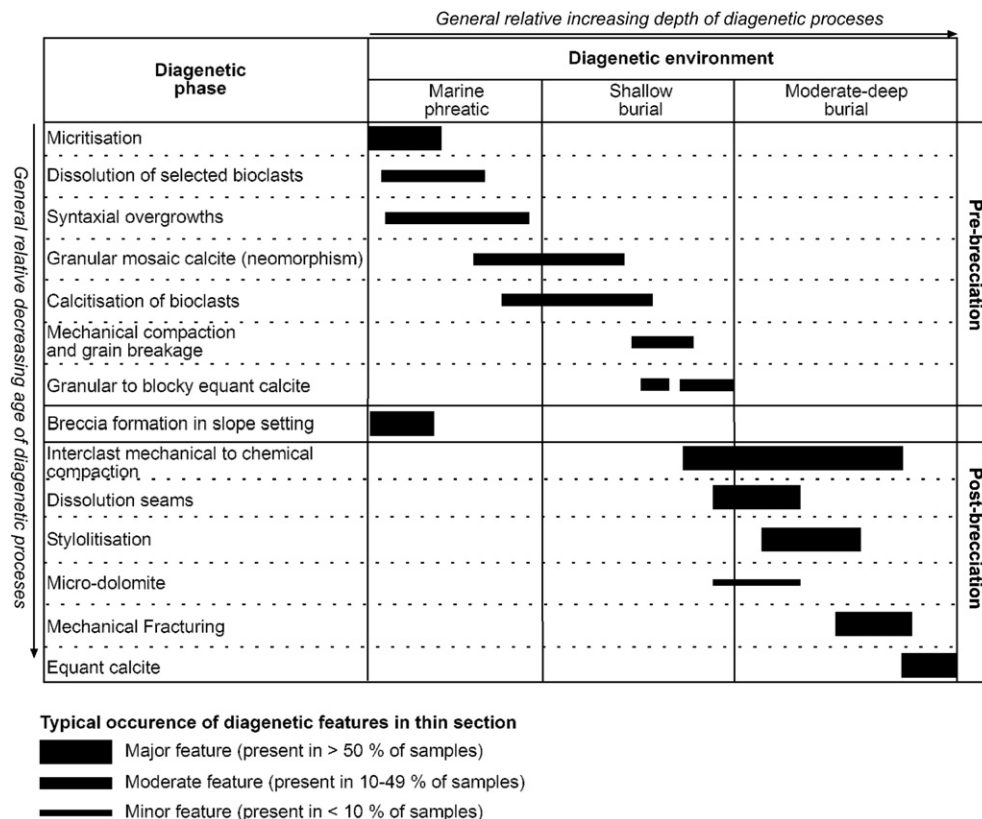 General relative increasing depth of diagenetic proceses
Diagenetic
phase
Diagenetic environment
Marine
phreatic
Shallow
burial
Moderate-deep
burial
General relative decreasing age of diagenetic processes
Micritisation
Dissolution of selected bioclasts
Syntaxial overgrowths
Granular mosaic calcite (neomorphism)
Calcitisation of bioclasts
Mechanical compaction
and grain breakage
Granular to blocky equant calcite
Pre-brecciation
Breccia formation in slope setting
Interclast mechanical to chemical
compaction
Dissolution seams
Stylolitisation
Micro-dolomite
Mechanical Fracturing
Equant calcite
Post-brecciation
Typical occurence of diagenetic features in thin section
Major feature (present in > 50 % of samples)
Moderate feature (present in 10-49 % of samples)
Minor feature (present in < 10 % of samples)